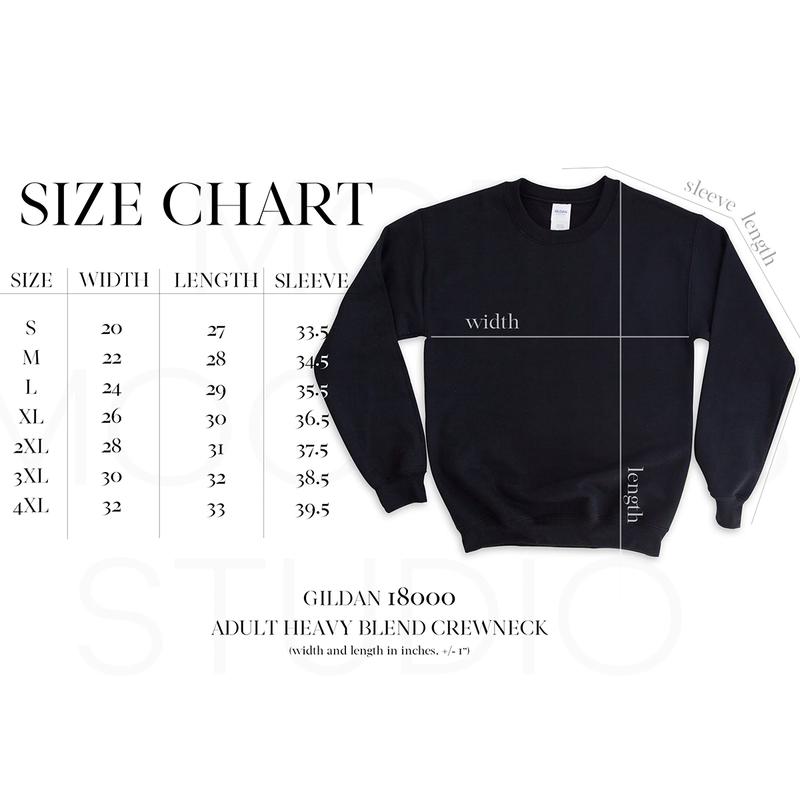 SIZE CHART
SIZE WIDTH LENGTH SLEEVE
S 20 27 33.5
M 22 28 34.5
L 24 29 35.5
XL 26 30 36.5
2XL 28 31 37.5
3XL 30 32 38.5
4XL 32 33 39.5
sleeve length
width
length
GILDAN 18000
ADULT HEAVY BLEND CREWNECK
(width and length in inches, +/- 1")
STUDIO